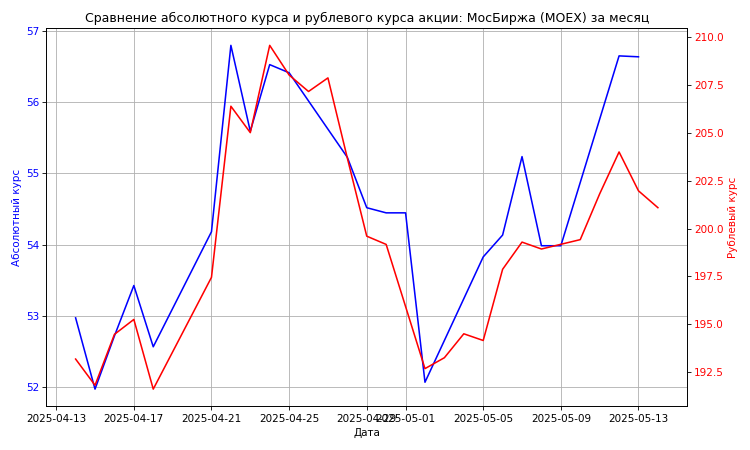 Сравнение абсолютного курса и рублевого курса акции: МосБиржа (MOEX) за месяц
57
56
55
54
53
52
Абсолютный курс
210.0
207.5
205.0
202.5
200.0
197.5
195.0
192.5
Рублевый курс
2025-04-13 2025-04-17 2025-04-21 2025-04-25 2025-04-29 2025-05-01 2025-05-05 2025-05-09 2025-05-13
Дата